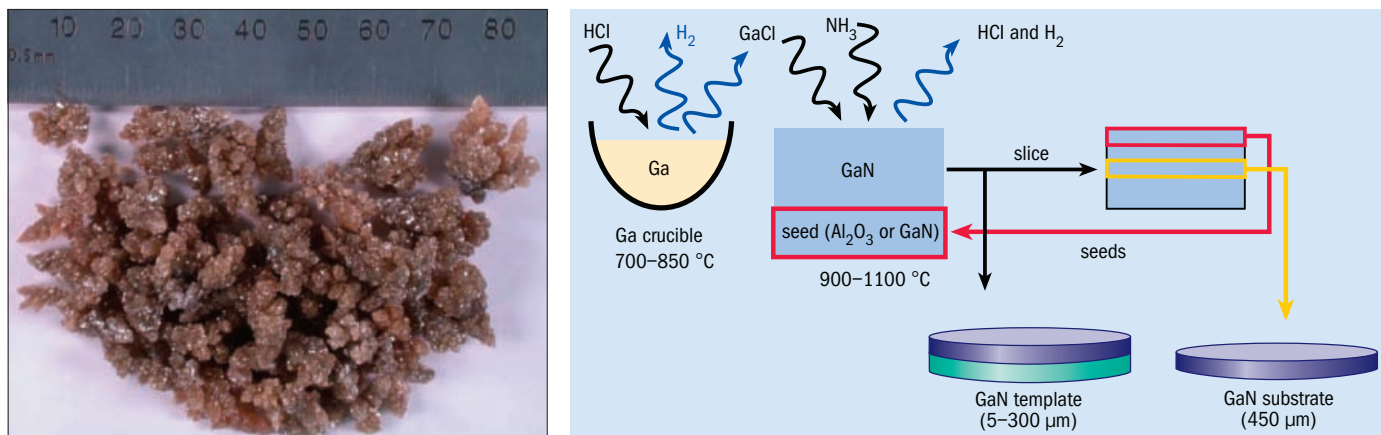 10 20 30 40 50 60 70 80
0.5mm
HCl
H₂
GaCl
NH₃
HCl and H₂
Ga
GaN
slice
seed (Al₂O₃ or GaN)
seeds
Ga crucible
700–850 °C
900–1100 °C
GaN template
(5–300 µm)
GaN substrate
(450 µm)